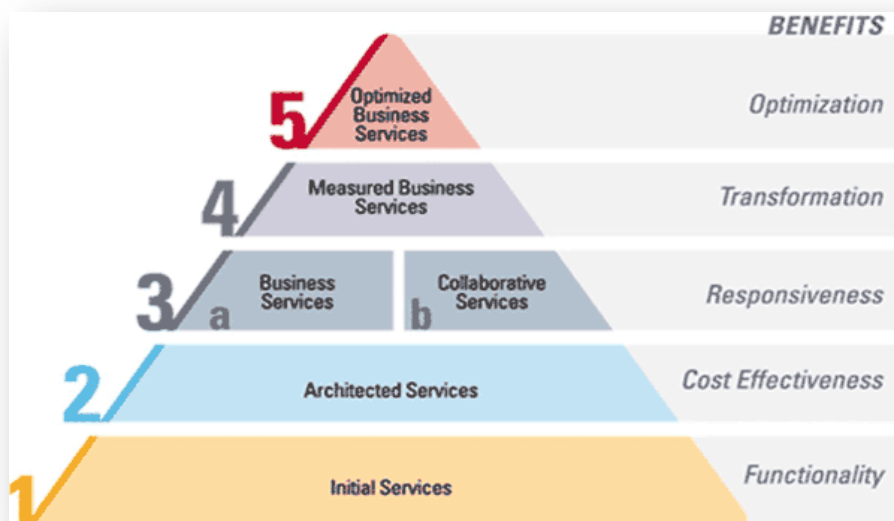 BENEFITS
5
Optimized
Business
Services
Optimization
4
Measured Business
Services
Transformation
3
a
Business
Services
b
Collaborative
Services
Responsiveness
2
Architected Services
Cost Effectiveness
1
Initial Services
Functionality